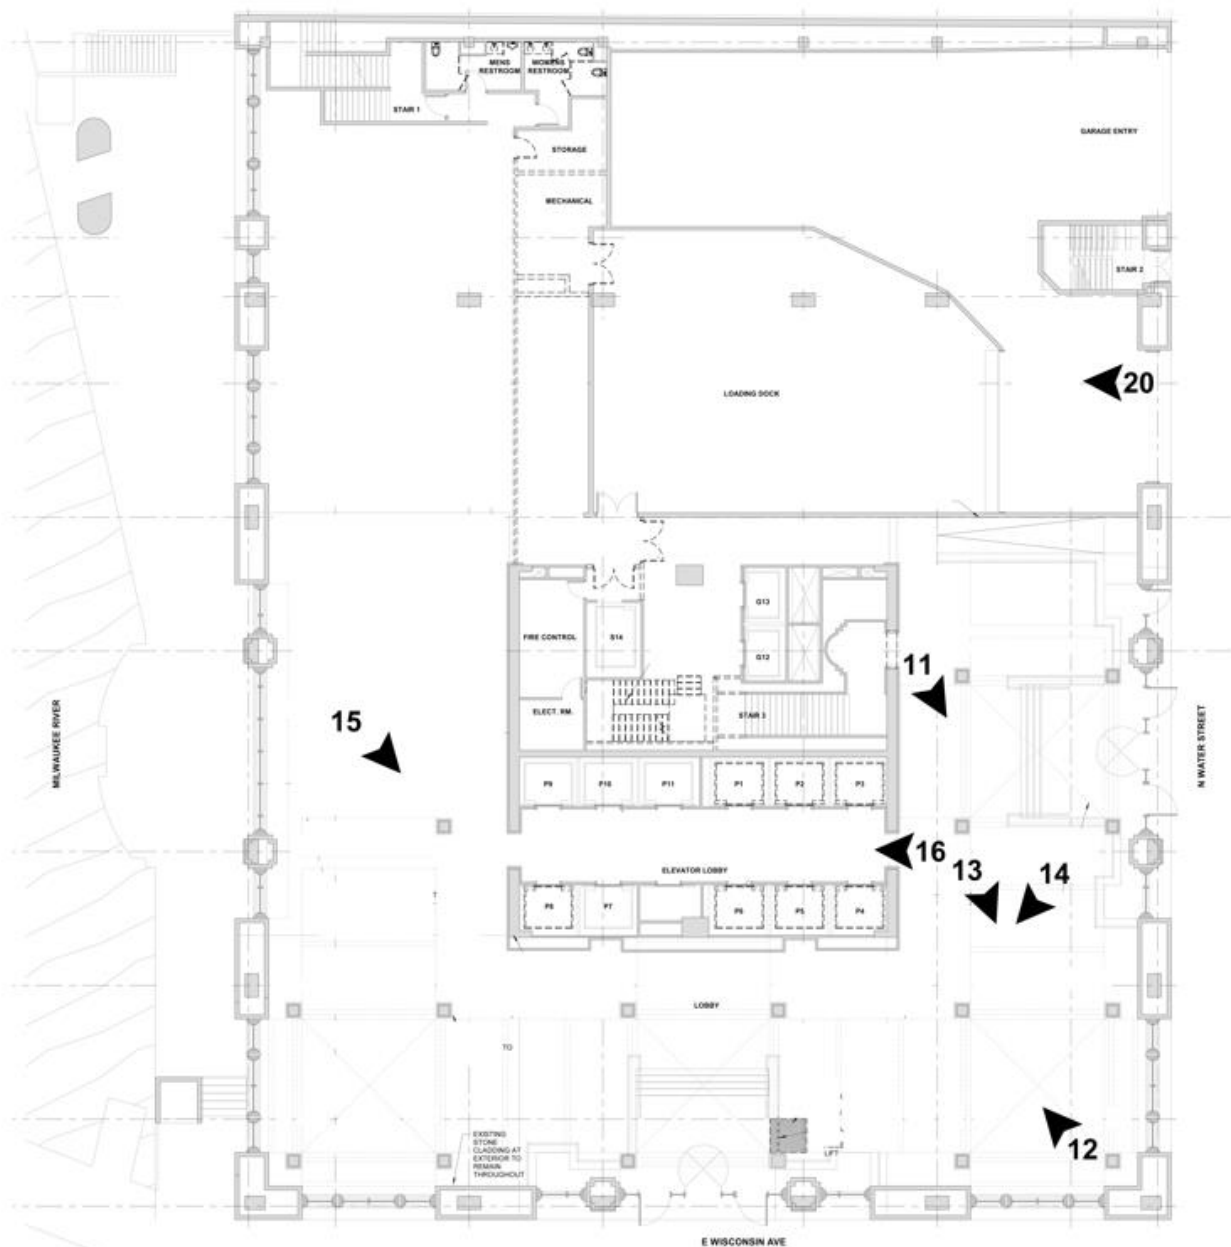 MENS
RESTROOM
WOMENS
RESTROOM
STAIR 1
GARAGE ENTRY
STORAGE
MECHANICAL
STAIR 2
20
LOADING DOCK
G13
FIRE CONTROL
S14
G12
11
ELECT. RM.
STAIR 3
15
MILWAUKEE RIVER
N WATER STREET
P9
P10
P11
P1
P2
P3
16
ELEVATOR LOBBY
13
14
P8
P7
P6
P5
P4
LOBBY
TO
12
EXISTING
STONE
CLADDING AT
EXTERIOR TO
REMAIN
THROUGHOUT
LIFT
E WISCONSIN AVE